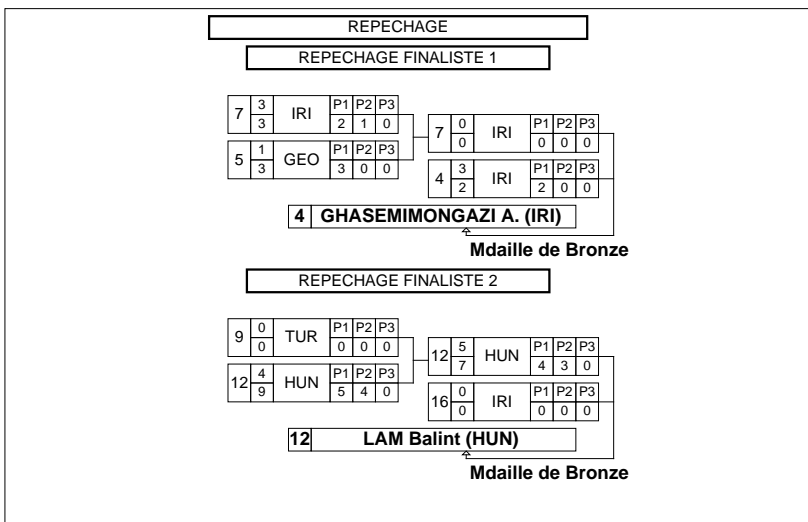 REPECHAGE
REPECHAGE FINALISTE 1
7 3 3 IRI P1 P2 P3 2 1 0
5 1 3 GEO P1 P2 P3 3 0 0
7 0 0 IRI P1 P2 P3 0 0 0
4 3 2 IRI P1 P2 P3 2 0 0
4 GHASEMIMONGAZI A. (IRI)
Mdaille de Bronze
REPECHAGE FINALISTE 2
9 0 0 TUR P1 P2 P3 0 0 0
12 4 9 HUN P1 P2 P3 5 4 0
12 5 7 HUN P1 P2 P3 4 3 0
16 0 0 IRI P1 P2 P3 0 0 0
12 LAM Balint (HUN)
Mdaille de Bronze